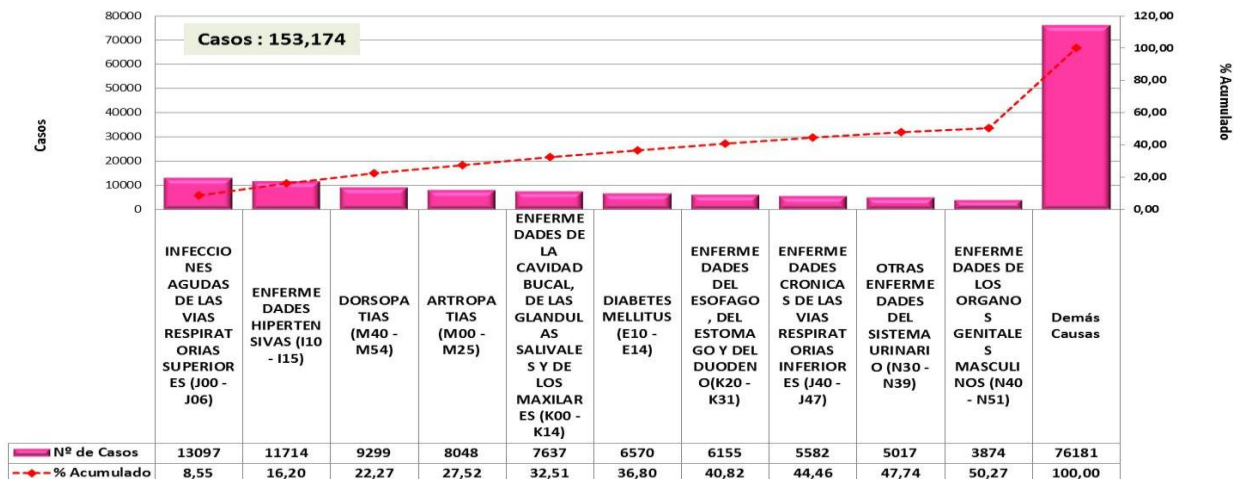 80000
70000
60000
50000
40000
30000
20000
10000
0
Casos
Casos : 153,174
120,00
100,00
80,00
60,00
40,00
20,00
0,00
% Acumulado
INFECCIO
NES
AGUDAS
DE LAS
VIAS
RESPIRAT
ORIAS
SUPERIOR
ES (J00 -
J06)
ENFERME
DADES
HIPERTEN
SIVAS (I10
- I15)
DORSOPA
TIAS
(M40 -
M54)
ARTROPA
TIAS
(M00 -
M25)
ENFERME
DADES DE
LA
CAVIDAD
BUCAL,
DE LAS
GLANDUL
AS
SALIVALE
S Y DE
LOS
MAXILAR
ES (K00 -
K14)
DIABETES
MELLITUS
(E10 -
E14)
ENFERME
DADES
DEL
ESOFAGO
, DEL
ESTOMA
GO Y DEL
DUODEN
O(K20 -
K31)
ENFERME
DADES
CRONICA
S DE LAS
VIAS
RESPIRAT
ORIAS
INFERIOR
ES (J40 -
J47)
OTRAS
ENFERME
DADES
DEL
SISTEMA
URINARI
O (N30 -
N39)
ENFERME
DADES DE
LOS
ORGANO
S
GENITALE
S
MASCULI
NOS (N40
- N51)
Demás
Causas
Nº de Casos 13097 11714 9299 8048 7637 6570 6155 5582 5017 3874 76181
% Acumulado 8,55 16,20 22,27 27,52 32,51 36,80 40,82 44,46 47,74 50,27 100,00